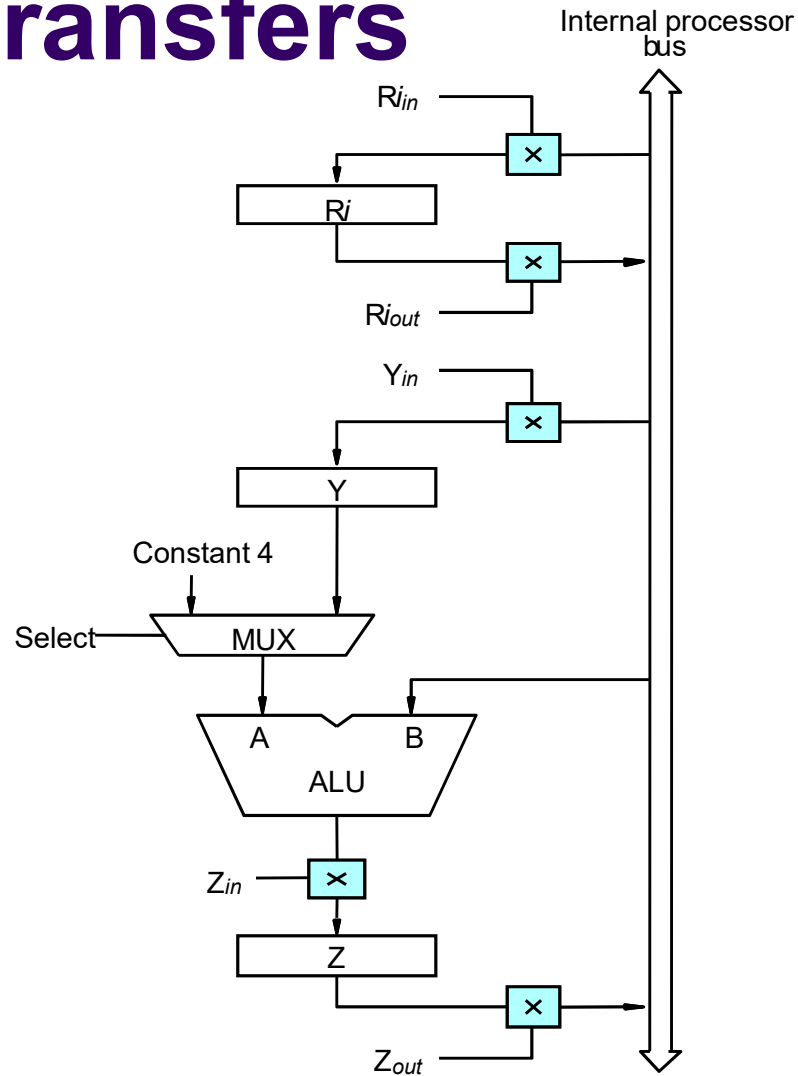 ransfers
Internal processor
bus
Riin
×
Ri
×
Riout
Yin
×
Y
Constant 4
Select
MUX
A
B
ALU
Zin
×
Z
×
Zout